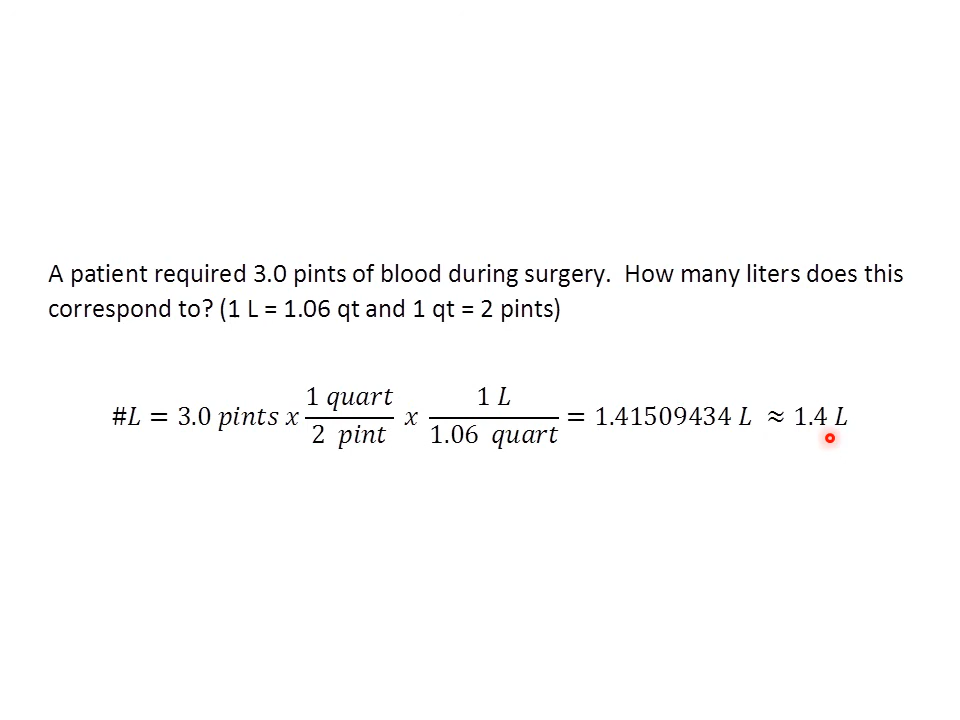 A patient required 3.0 pints of blood during surgery.  How many liters does this
correspond to? (1 L = 1.06 qt and 1 qt = 2 pints)
#L = 3.0 pints x \frac{1 quart}{2 pint} x \frac{1 L}{1.06 quart} = 1.41509434 L ≈ 1.4 L